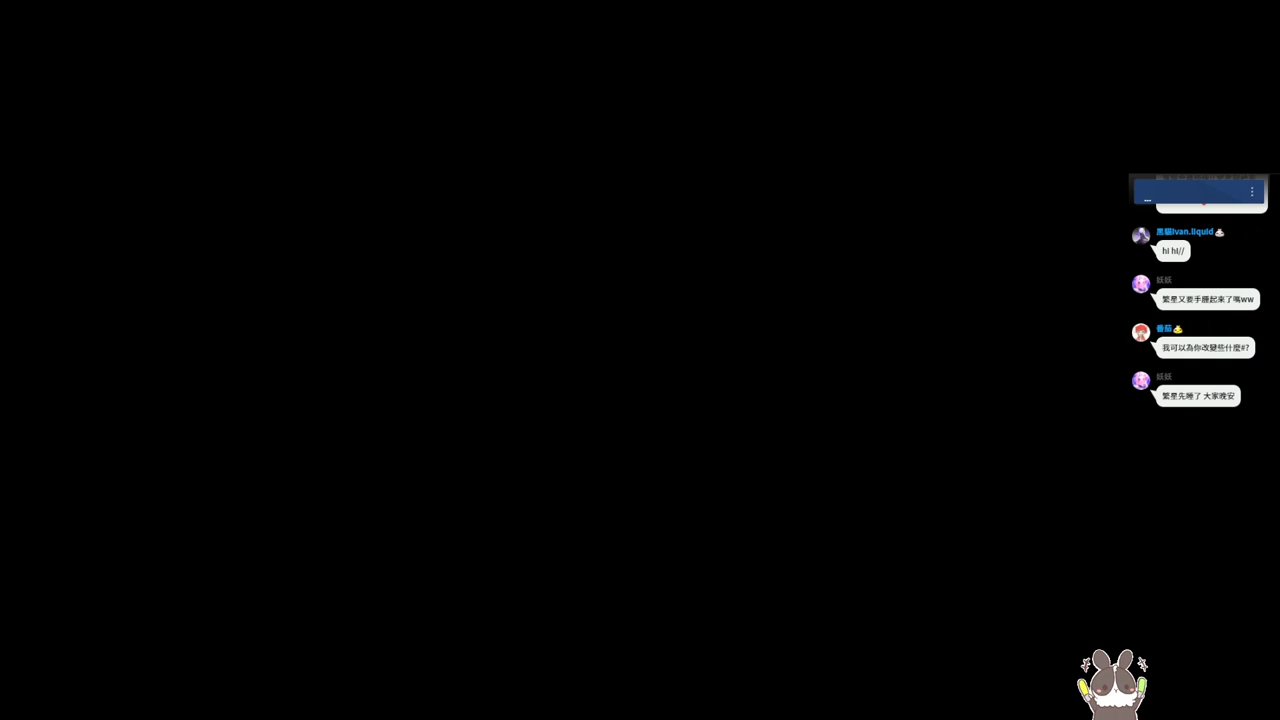 ...
黑貓ivan.liquid
hi hi//
妖妖
繁星又要手腫起來了嗎ww
番茄
我可以為你改變些什麼#?
妖妖
繁星先睡了 大家晚安